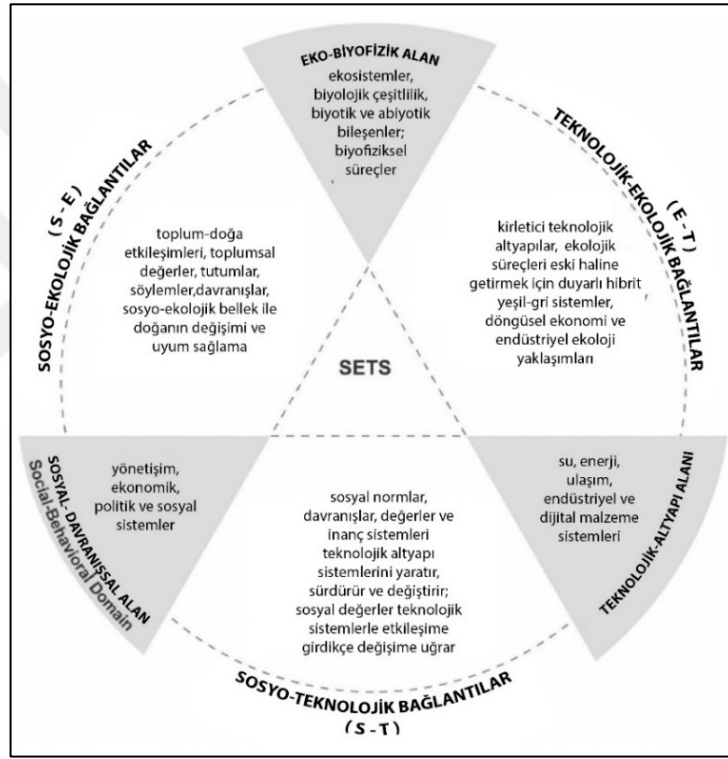 EKO-BİYOFİZİK ALAN
ekosistemler,
biyolojik çeşitlilik,
biyotik ve abiyotik
bileşenler;
biyofiziksel
süreçler
SOSYO-EKOLOJİK BAĞLANTILAR
(S - E)
toplum-doğa
etkileşimleri, toplumsal
değerler, tutumlar,
söylemler,davranışlar,
sosyo-ekolojik bellek ile
doğanın değişimi ve
uyum sağlama
TEKNOLOJİK-EKOLOJİK BAĞLANTILAR
(E-T)
kirletici teknolojik
altyapılar, ekolojik
süreçleri eski haline
getirmek için duyarlı hibrit
yeşil-gri sistemler,
döngüsel ekonomi ve
endüstriyel ekoloji
yaklaşımları
SETS
SOSYAL- DAVRANIŞSAL ALAN
Social-Behavioral Domain
yönetişim,
ekonomik,
politik ve sosyal
sistemler
sosyal normlar,
davranışlar, değerler ve
inanç sistemleri
teknolojik altyapı
sistemlerini yaratır,
sürdürür ve değiştirir;
sosyal değerler teknolojik
sistemlerle etkileşime
girdikçe değişime uğrar
su, enerji,
ulaşım,
endüstriyel ve
dijital malzeme
sistemleri
TEKNOLOJİK-ALTYAPI ALANI
SOSYO-TEKNOLOJİK BAĞLANTILAR
(S -T)